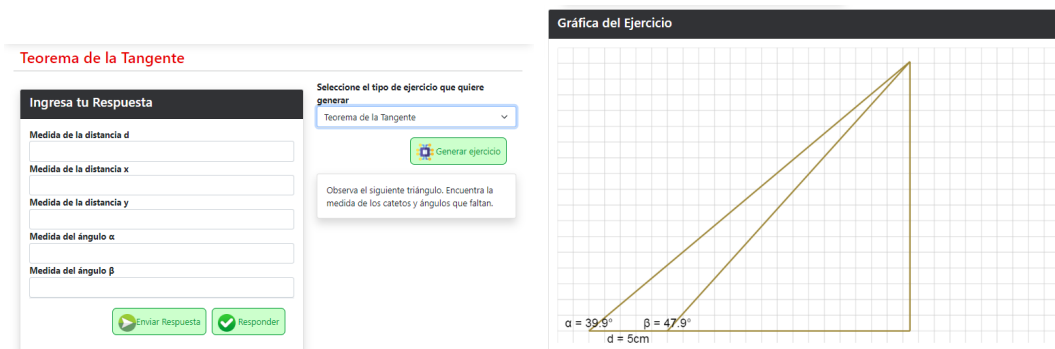 Teorema de la Tangente
Ingresa tu Respuesta
Medida de la distancia d
Medida de la distancia x
Medida de la distancia y
Medida del ángulo α
Medida del ángulo β
Enviar Respuesta
Responder
Seleccione el tipo de ejercicio que quiere
generar
Teorema de la Tangente
Generar ejercicio
Observa el siguiente triángulo. Encuentra la
medida de los catetos y ángulos que faltan.
Gráfica del Ejercicio
α = 39.9° β = 47.9°
d = 5cm